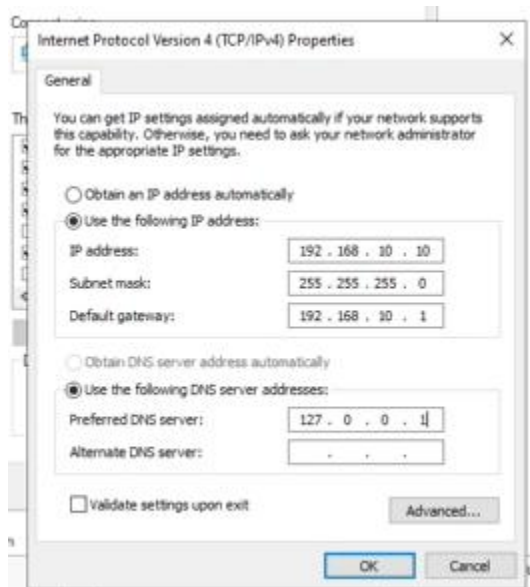 Internet Protocol Version 4 (TCP/IPv4) Properties
General
You can get IP settings assigned automatically if your network supports
this capability. Otherwise, you need to ask your network administrator
for the appropriate IP settings.
Obtain an IP address automatically
Use the following IP address:
IP address: 192 . 168 . 10 . 10
Subnet mask: 255 . 255 . 255 . 0
Default gateway: 192 . 168 . 10 . 1
Obtain DNS server address automatically
Use the following DNS server addresses:
Preferred DNS server: 127 . 0 . 0 . 1
Alternate DNS server: . . .
Validate settings upon exit
Advanced...
OK Cancel